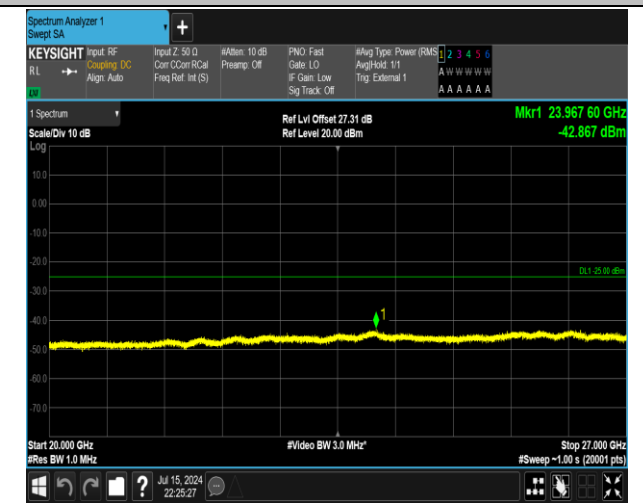 Spectrum Analyzer 1
Swept SA
+
KEYSIGHT Input: RF
Coupling: DC
Align: Auto
RL
Input Z: 50 Ω
Corr CCorr RCal
Freq Ref: Int (S)
#Atten: 10 dB
Preamp: Off
PNO: Fast
Gate: LO
IF Gain: Low
Sig Track: Off
#Avg Type: Power (RMS
Avg|Hold: 1/1
Trig: External 1
1 2 3 4 5 6
A W W W W W
A A A A A A
1 Spectrum
Scale/Div 10 dB
Log
Ref Lvl Offset 27.31 dB
Ref Level 20.00 dBm
Mkr1 23.967 60 GHz
-42.867 dBm
10.0
0.00
-10.0
-20.0
DL1 -25.00 dBm
-30.0
-40.0
1
-50.0
-60.0
-70.0
Start 20.000 GHz
#Res BW 1.0 MHz
#Video BW 3.0 MHz*
Stop 27.000 GHz
#Sweep ~1.00 s (20001 pts)
?
Jul 15, 2024
22:25:27